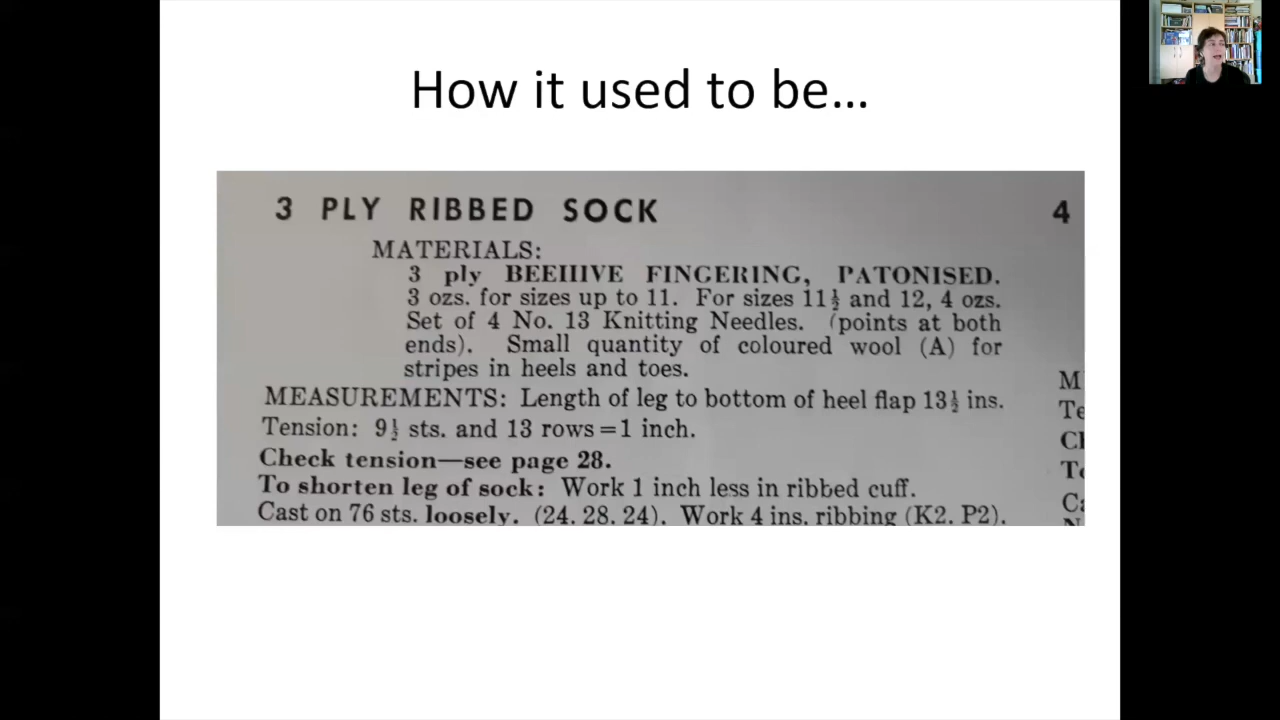 How it used to be...
3 PLY RIBBED SOCK
MATERIALS:
3 ply BEEHIVE FINGERING, PATONISED.
3 ozs. for sizes up to 11. For sizes 11½ and 12, 4 ozs.
Set of 4 No. 13 Knitting Needles. (points at both
ends). Small quantity of coloured wool (A) for
stripes in heels and toes.
MEASUREMENTS: Length of leg to bottom of heel flap 13½ ins.
Tension: 9½ sts. and 13 rows=1 inch.
Check tension—see page 28.
To shorten leg of sock: Work 1 inch less in ribbed cuff.
Cast on 76 sts. loosely. (24. 28. 24). Work 4 ins. ribbing (K2. P2).
4
M
Te